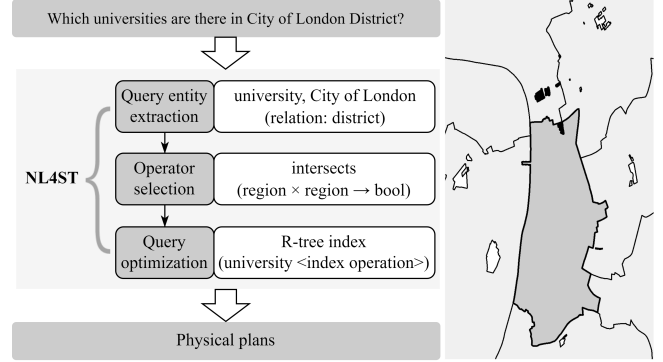 Which universities are there in City of London District?
NL4ST
Query entity
extraction
university, City of London
(relation: district)
Operator
selection
intersects
(region × region → bool)
Query
optimization
R-tree index
(university <index operation>)
Physical plans